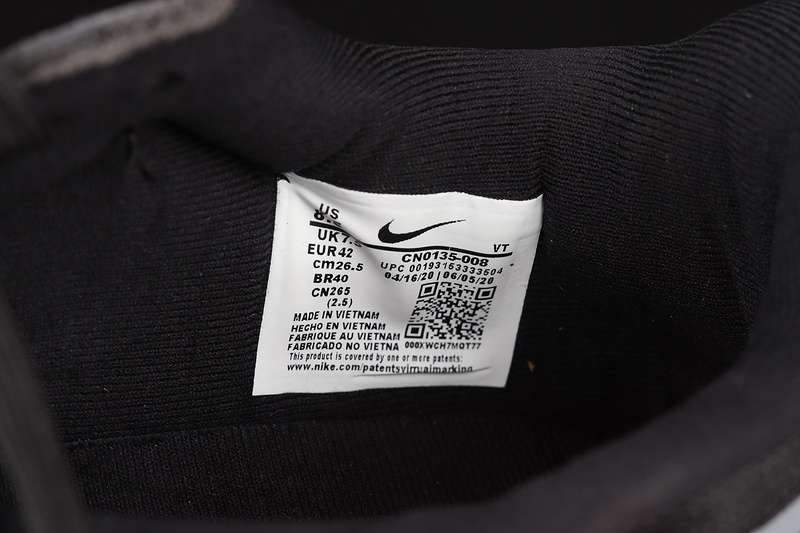 US
UK7.5
EUR42
cm26.5
BR40
CN265
(2.5)
VT
CN0135-008
UPC 00193153333504
04/16/20 | 06/05/20
000XWCH7MOT77
MADE IN VIETNAM
HECHO EN VIETNAM
FABRIQUE AU VIETNAM
FABRICADO NO VIETNA
This product is covered by one or more patents:
www.nike.com/patentsvirtualmarking